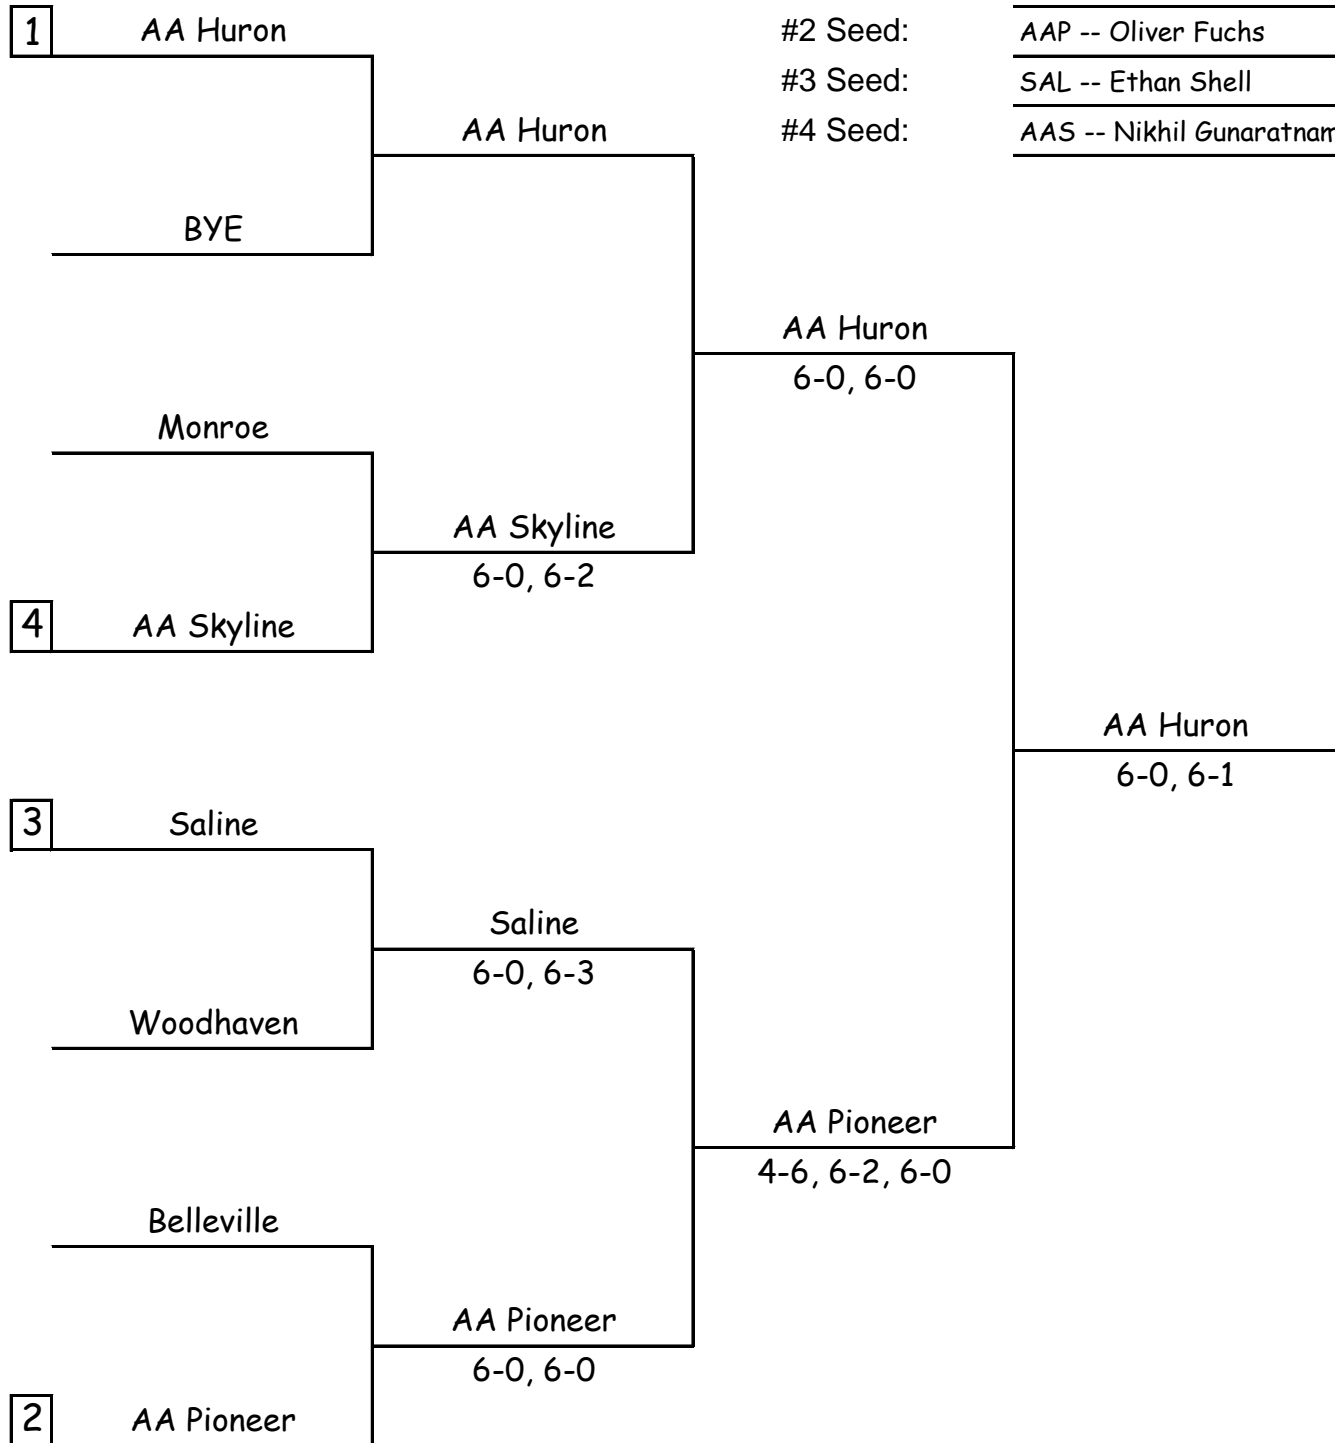 1 AA Huron
#2 Seed: AAP -- Oliver Fuchs
#3 Seed: SAL -- Ethan Shell
AA Huron
#4 Seed: AAS -- Nikhil Gunaratnam
BYE
AA Huron
6-0, 6-0
Monroe
AA Skyline
6-0, 6-2
4 AA Skyline
AA Huron
6-0, 6-1
3 Saline
Saline
6-0, 6-3
Woodhaven
AA Pioneer
4-6, 6-2, 6-0
Belleville
AA Pioneer
6-0, 6-0
2 AA Pioneer